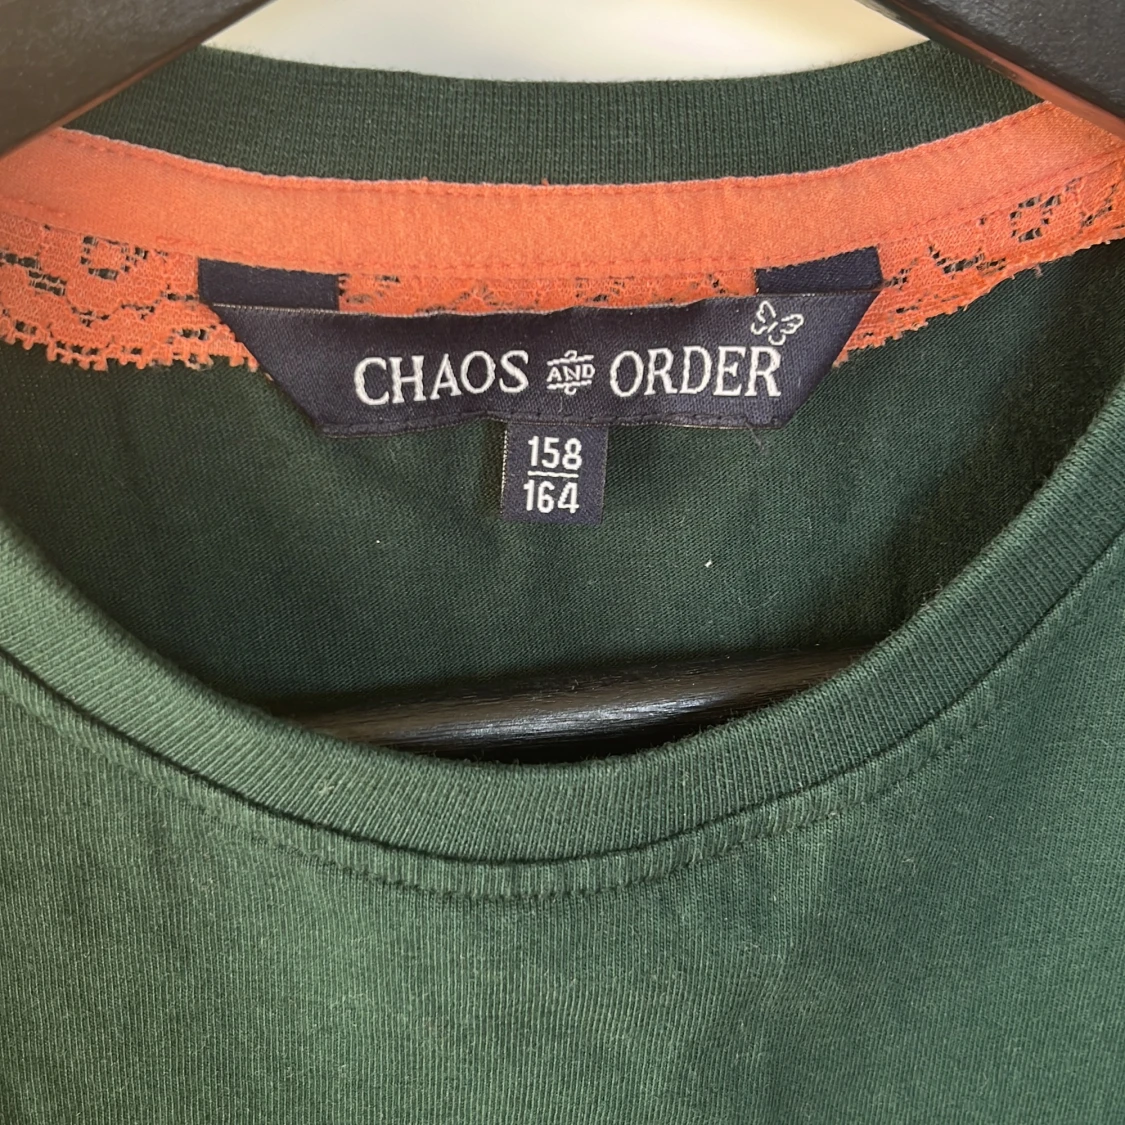 CHAOS AND ORDER
158
164